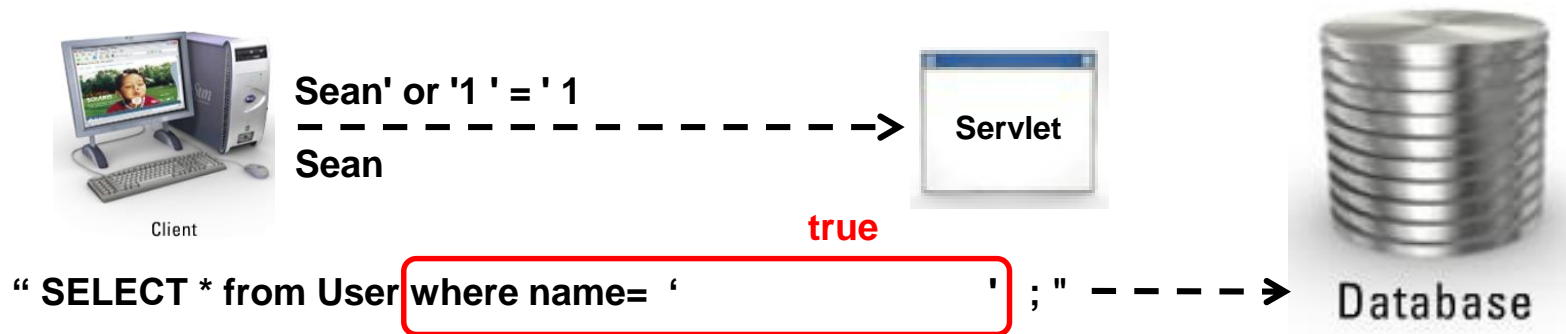 Sean' or '1 ' = ' 1
Sean
Servlet
Client
true
“ SELECT * from User where name= ‘ ' ; "
Database